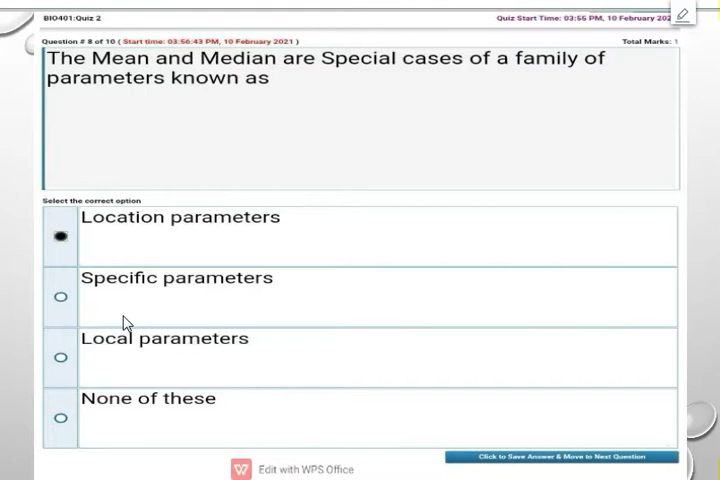 BIO401:Quiz 2
Quiz Start Time: 03:55 PM, 10 February 202
Question # 8 of 10 ( Start time: 03:56:43 PM, 10 February 2021 )
Total Marks: 1
The Mean and Median are Special cases of a family of
parameters known as
Select the correct option
Location parameters
Specific parameters
Local parameters
None of these
Click to Save Answer & Move to Next Question
W Edit with WPS Office